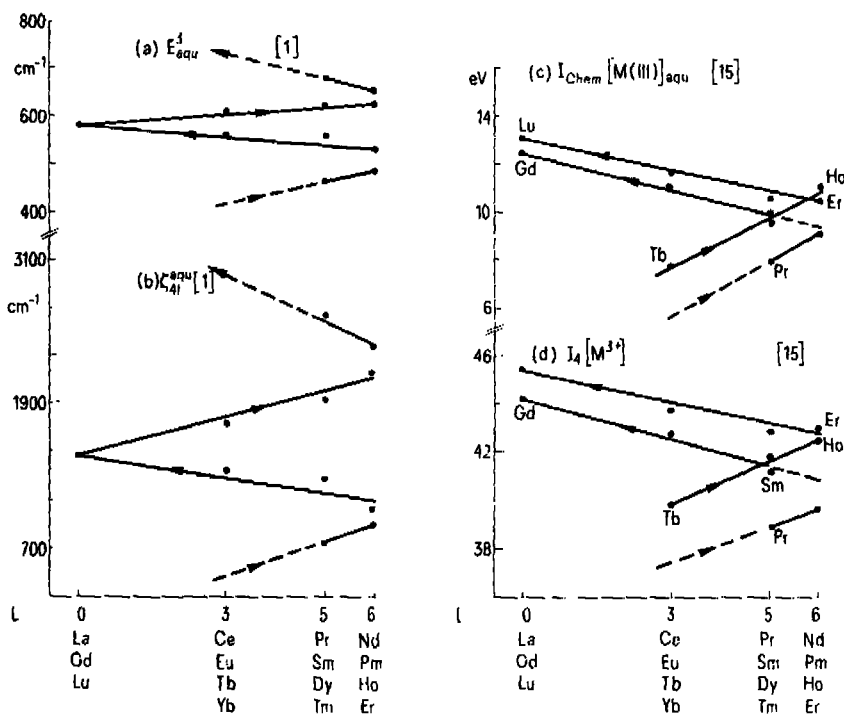 800
cm⁻¹
600
400
3100
cm⁻¹
1900
700
(a) E¹aqu [1]
(b) ζ4f aqu [1]
L 0 3 5 6
La Ce Pr Nd
Gd Eu Sm Pm
Lu Tb Dy Ho
Yb Tm Er
(c) IChem [M(III)]aqu [15]
eV
14
10
6
46
42
38
Lu
Gd
Ho
Er
Tb
Pr
(d) I4[M³⁺] [15]
Gd
Er
Ho
Sm
Tb
Pr
L 0 3 5 6
La Ce Pr Nd
Gd Eu Sm Pm
Lu Tb Dy Ho
Yb Tm Er